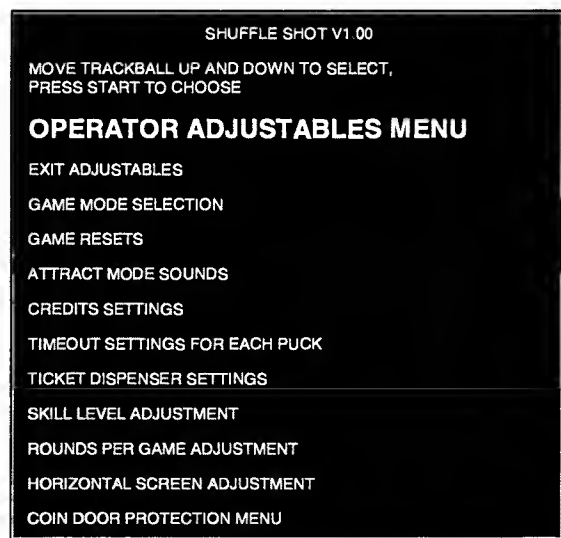 SHUFFLE SHOT V1.00
MOVE TRACKBALL UP AND DOWN TO SELECT,
PRESS START TO CHOOSE
OPERATOR ADJUSTABLES MENU
EXIT ADJUSTABLES
GAME MODE SELECTION
GAME RESETS
ATTRACT MODE SOUNDS
CREDITS SETTINGS
TIMEOUT SETTINGS FOR EACH PUCK
TICKET DISPENSER SETTINGS
SKILL LEVEL ADJUSTMENT
ROUNDS PER GAME ADJUSTMENT
HORIZONTAL SCREEN ADJUSTMENT
COIN DOOR PROTECTION MENU